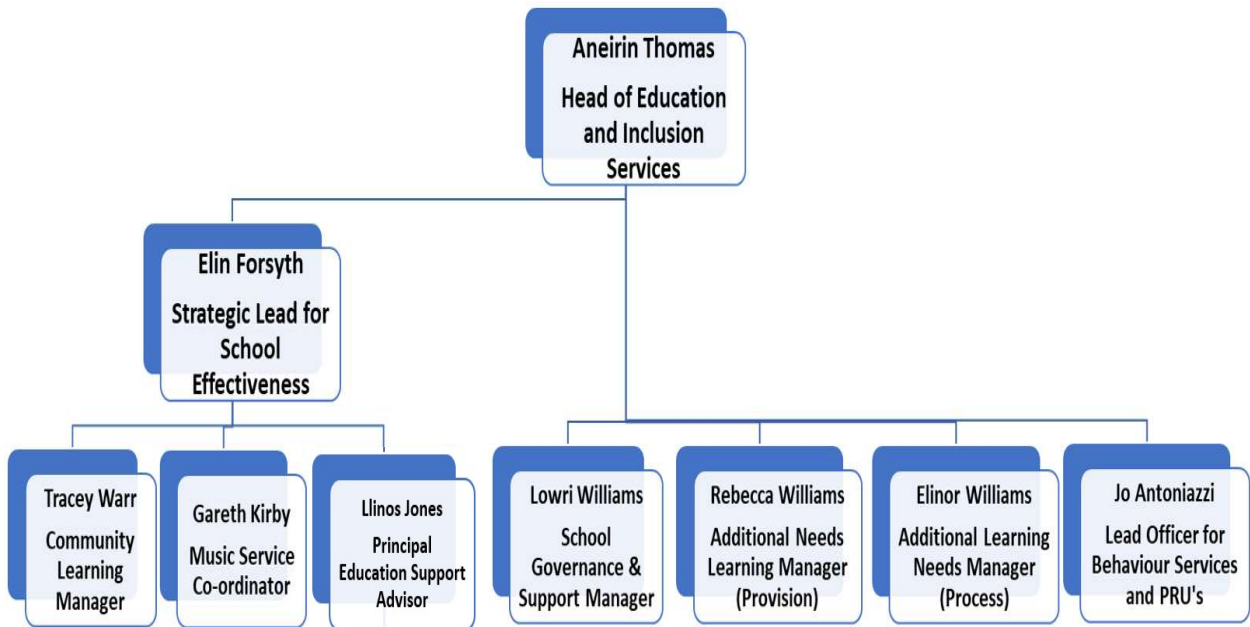 Aneirin Thomas
Head of Education
and Inclusion
Services
Elin Forsyth
Strategic Lead for
School
Effectiveness
Tracey Warr
Community
Learning
Manager
Gareth Kirby
Music Service
Co-ordinator
Llinos Jones
Principal
Education Support
Advisor
Lowri Williams
School
Governance &
Support Manager
Rebecca Williams
Additional Needs
Learning Manager
(Provision)
Elinor Williams
Additional Learning
Needs Manager
(Process)
Jo Antoniazzi
Lead Officer for
Behaviour Services
and PRU's